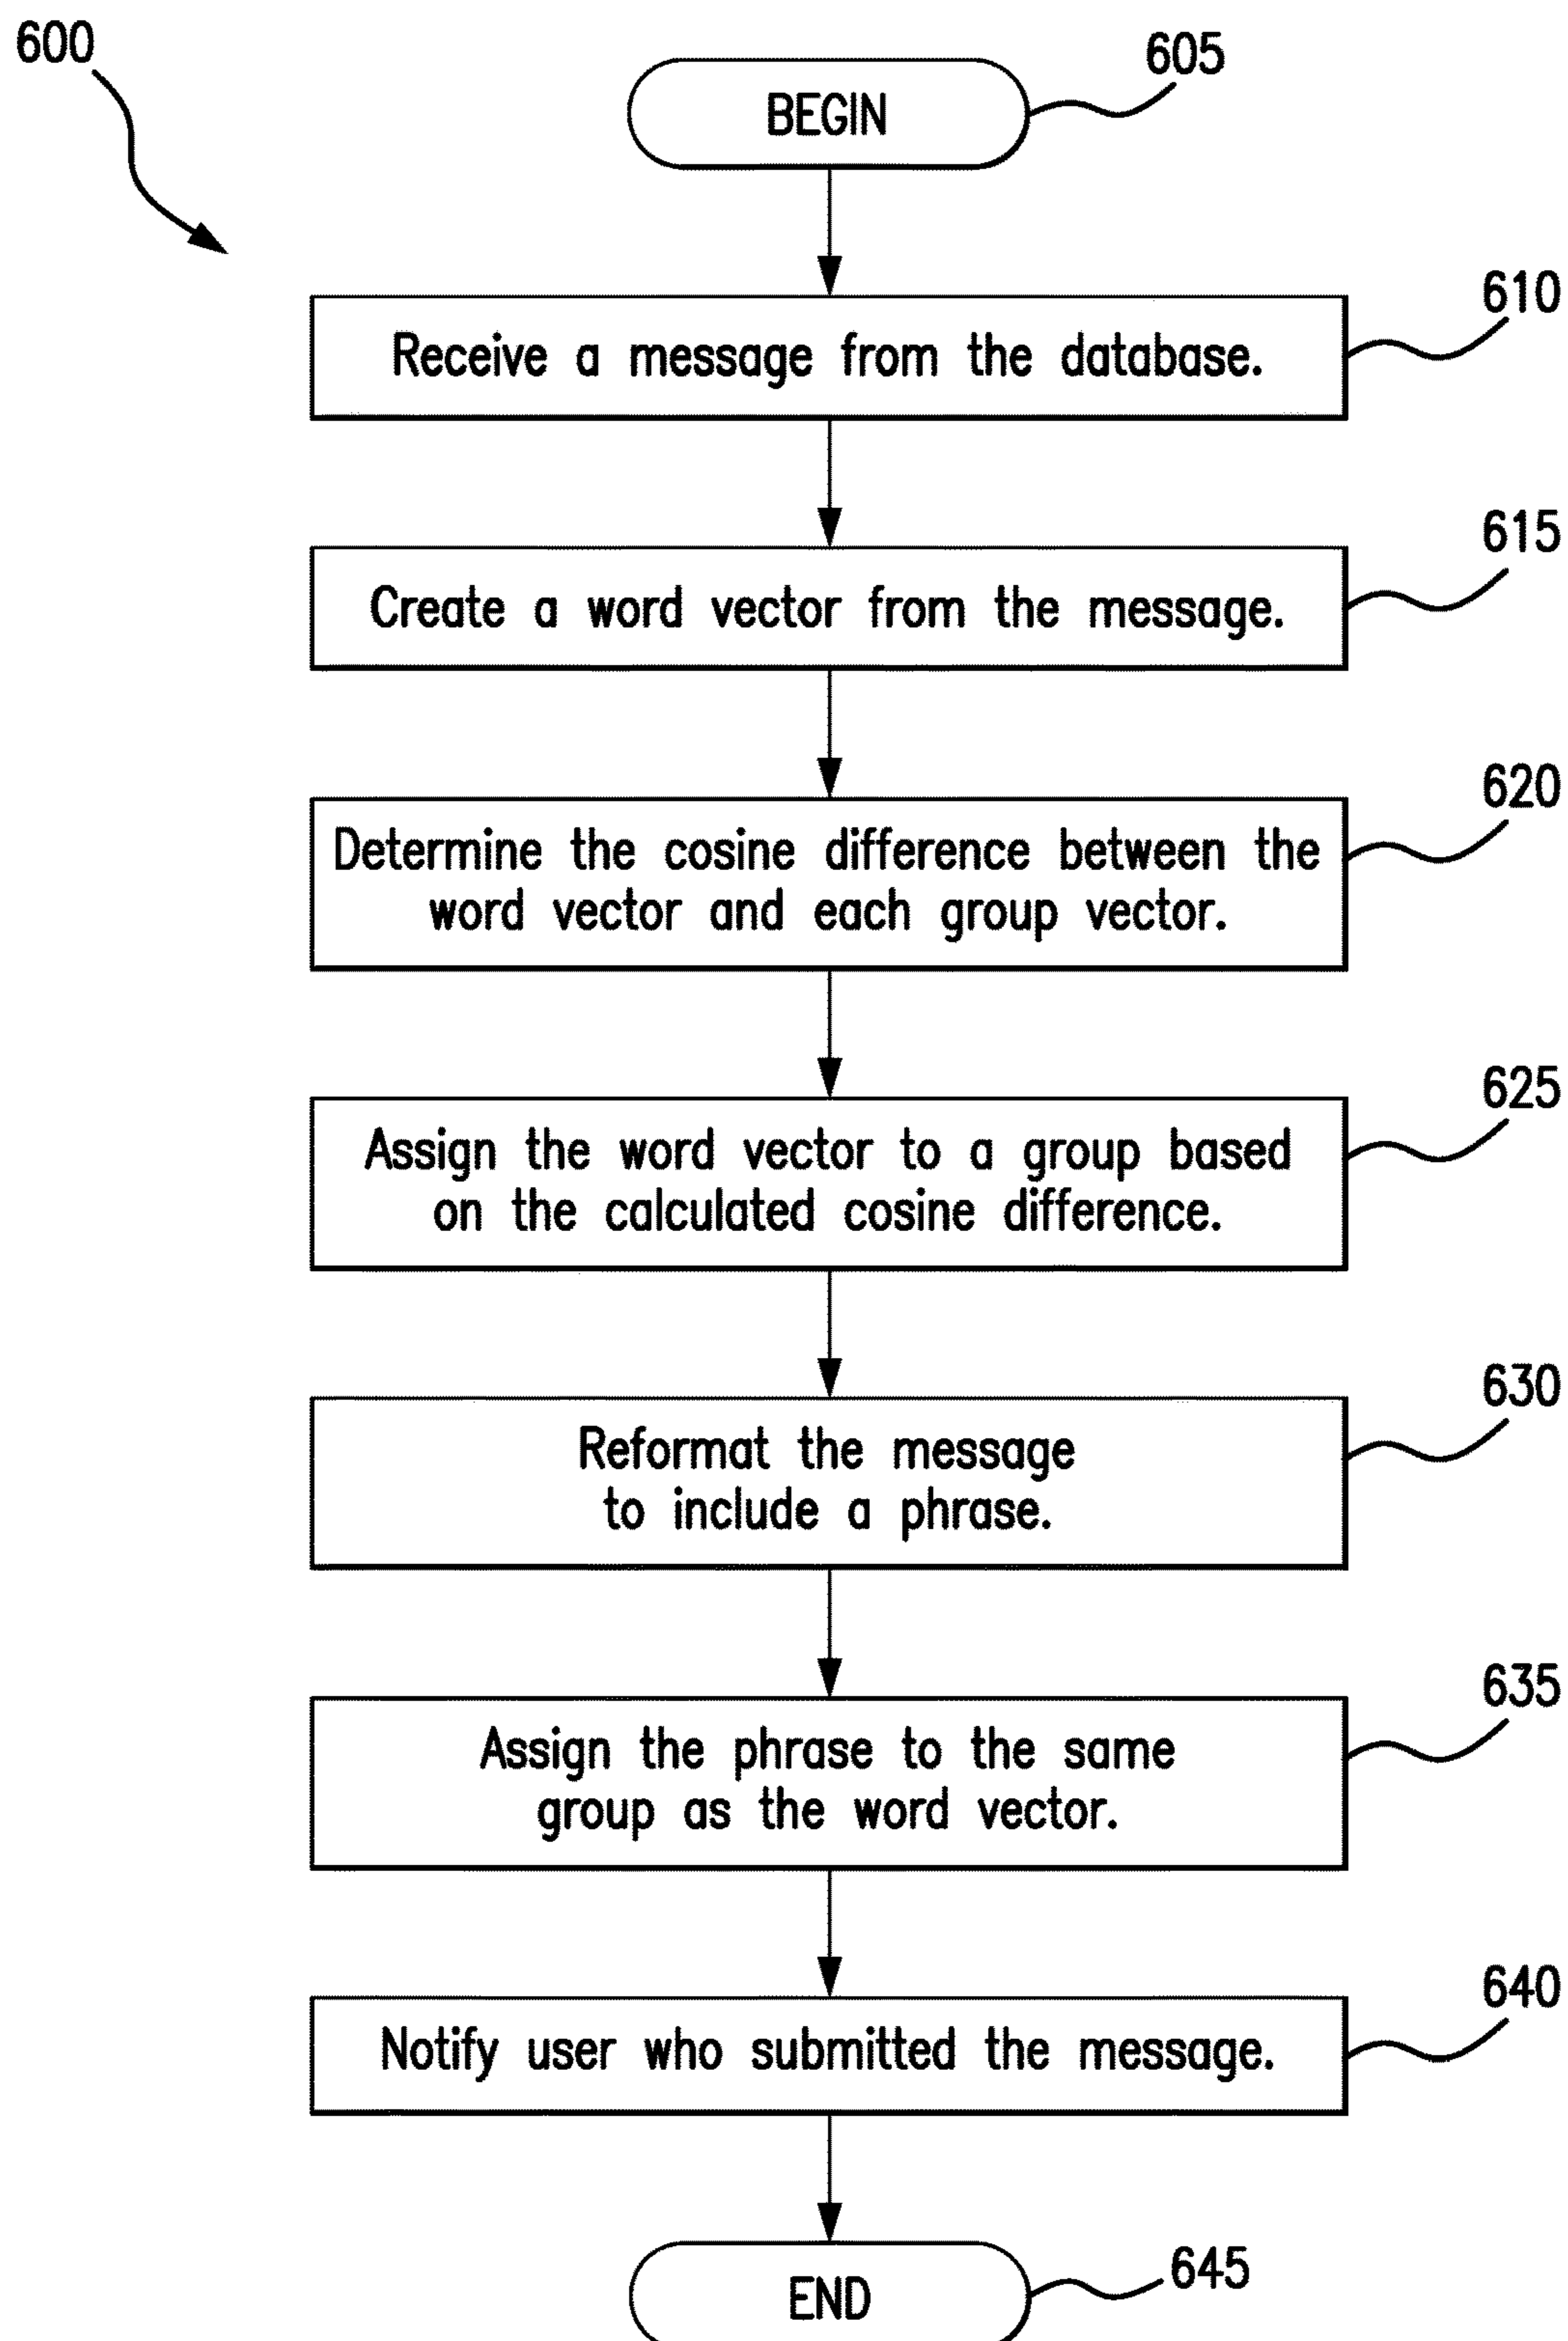 600
605
BEGIN
610
Receive a message from the database.
615
Create a word vector from the message.
620
Determine the cosine difference between the
word vector and each group vector.
625
Assign the word vector to a group based
on the calculated cosine difference.
630
Reformat the message
to include a phrase.
635
Assign the phrase to the same
group as the word vector.
640
Notify user who submitted the message.
645
END